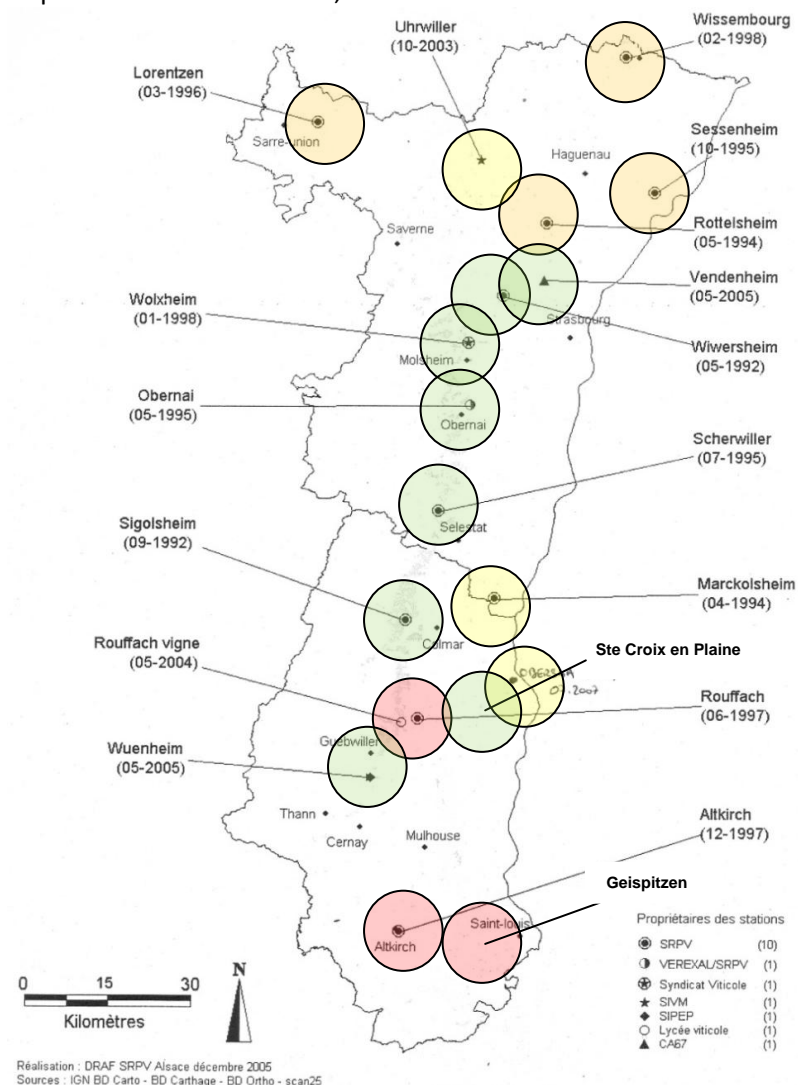 Uhrwiller
(10-2003)
Wissembourg
(02-1998)
Lorentzen
(03-1996)
Sarre-union
Sessenheim
(10-1995)
Haguenau
Saverne
Rottelsheim
(05-1994)
Vendenheim
(05-2005)
Wolxheim
(01-1998)
Strasbourg
Wiwersheim
(05-1992)
Molsheim
Obernai
(05-1995)
Obernai
Scherwiller
(07-1995)
Sigolsheim
(09-1992)
Selestat
Marckolsheim
(04-1994)
Colmar
Rouffach vigne
(05-2004)
Ste Croix en Plaine
2007
Rouffach
(06-1997)
Guebwiller
Wuenheim
(05-2005)
Thann
Cernay
Mulhouse
Altkirch
(12-1997)
Geispitzen
Saint-louis
Altkirch
Propriétaires des stations
SRPV (10)
VEREXAL/SRPV (1)
Syndicat Viticole (1)
SIVM (1)
SIPEP (1)
Lycée viticole (1)
CA67 (1)
0 15 30
Kilomètres
N
Réalisation : DRAF SRPV Alsace décembre 2005
Sources : IGN BD Carto - BD Carthage - BD Ortho - scan25